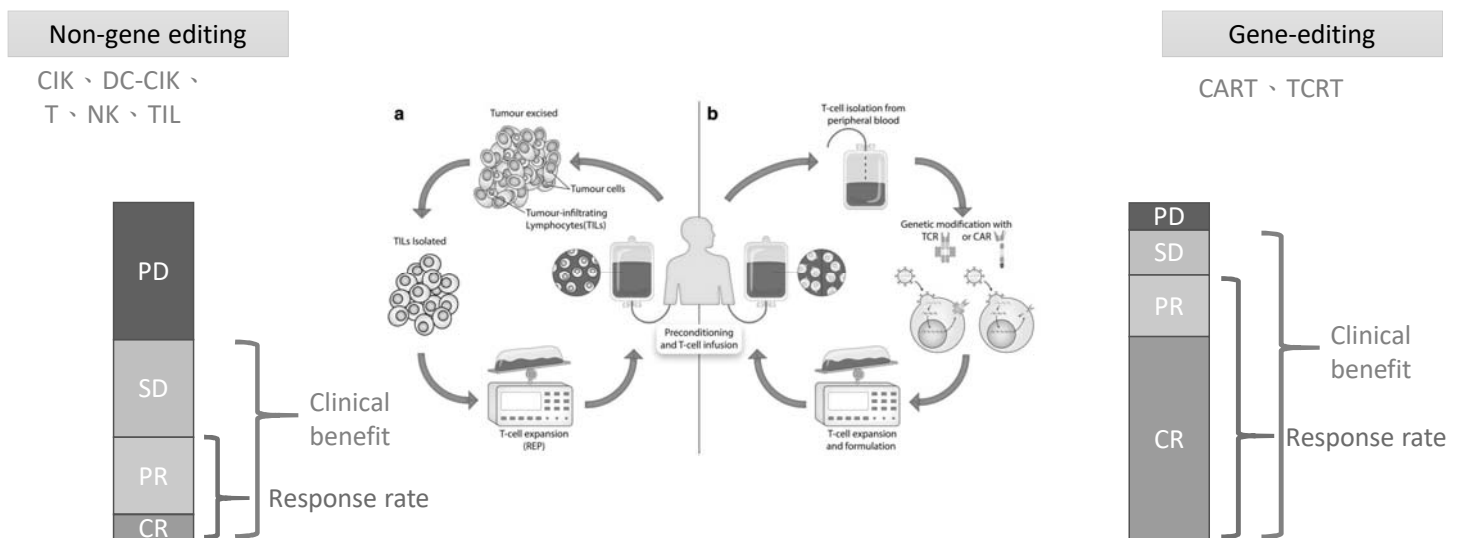 Non-gene editing
CIK、DC-CIK、
T、NK、TIL
PD
SD
PR
CR
Clinical
benefit
Response rate
a
Tumour excised
Tumour cells
Tumour-infiltrating
Lymphocytes(TILs)
TILs Isolated
T-cell expansion
(REP)
Preconditioning
and T-cell infusion
b
T-cell isolation from
peripheral blood
Genetic modification with
TCR or CAR
T-cell expansion
and formulation
Gene-editing
CART、TCRT
PD
SD
PR
CR
Clinical
benefit
Response rate